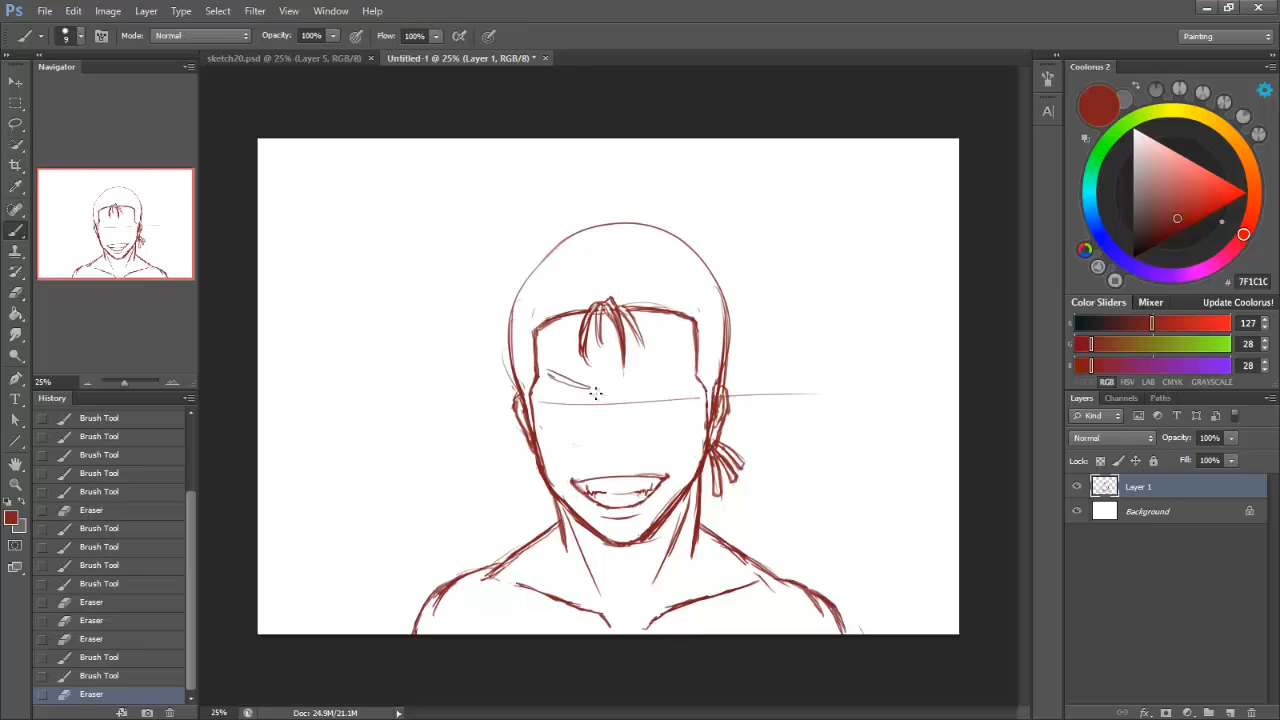 Ps File Edit Image Layer Type Select Filter View Window Help
9 Mode: Normal Opacity: 100% Flow: 100% Painting
sketch20.psd @ 25% (Layer 5, RGB/8) × Untitled-1 @ 25% (Layer 1, RGB/8) * ×
Navigator
25%
History
Brush Tool
Brush Tool
Brush Tool
Brush Tool
Brush Tool
Eraser
Brush Tool
Brush Tool
Brush Tool
Brush Tool
Eraser
Eraser
Eraser
Brush Tool
Brush Tool
Eraser
25% Doc: 24.9M/21.1M
Coolorus 2
# 7F1C1C
Color Sliders Mixer Update Coolorus!
R 127
G 28
B 28
RGB HSV LAB CMYK GRAYSCALE
Layers Channels Paths
Kind
Normal Opacity: 100%
Lock: Fill: 100%
Layer 1
Background